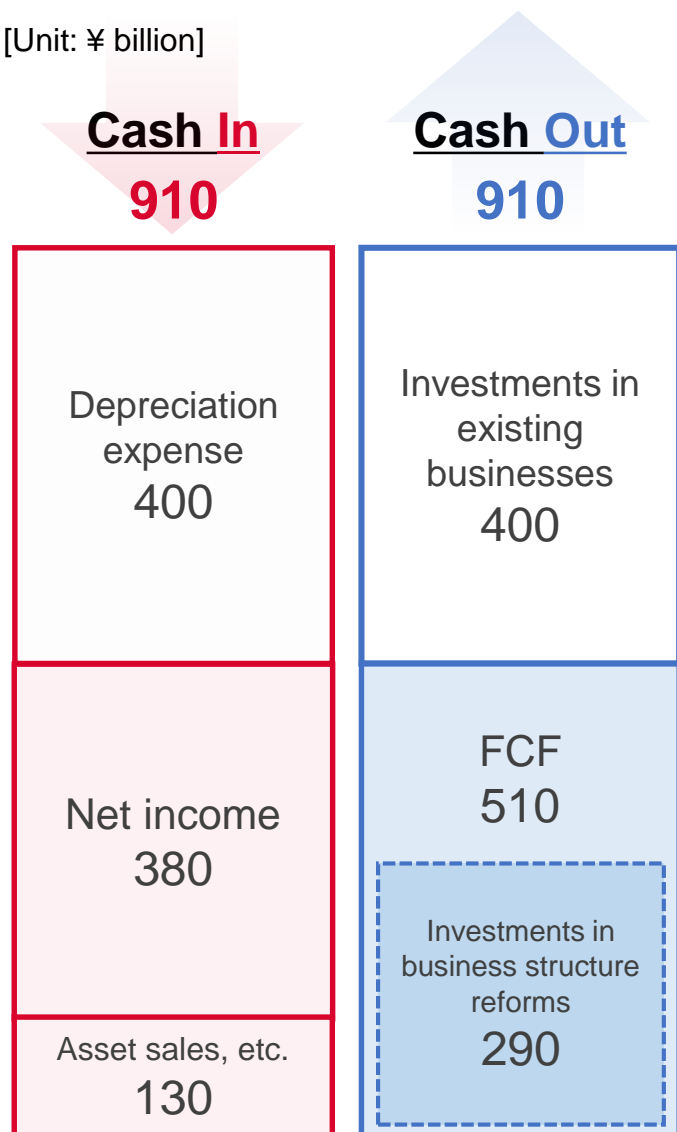 [Unit: ¥ billion]
Cash In
910
Depreciation
expense
400
Net income
380
Asset sales, etc.
130
Cash Out
910
Investments in
existing
businesses
400
FCF
510
Investments in
business structure
reforms
290